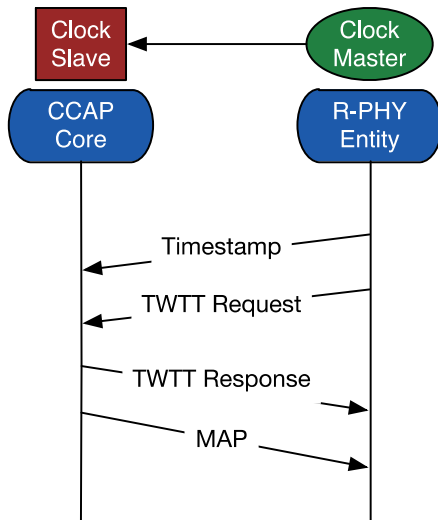 Clock
Slave
Clock
Master
CCAP
Core
R-PHY
Entity
Timestamp
TWTT Request
TWTT Response
MAP